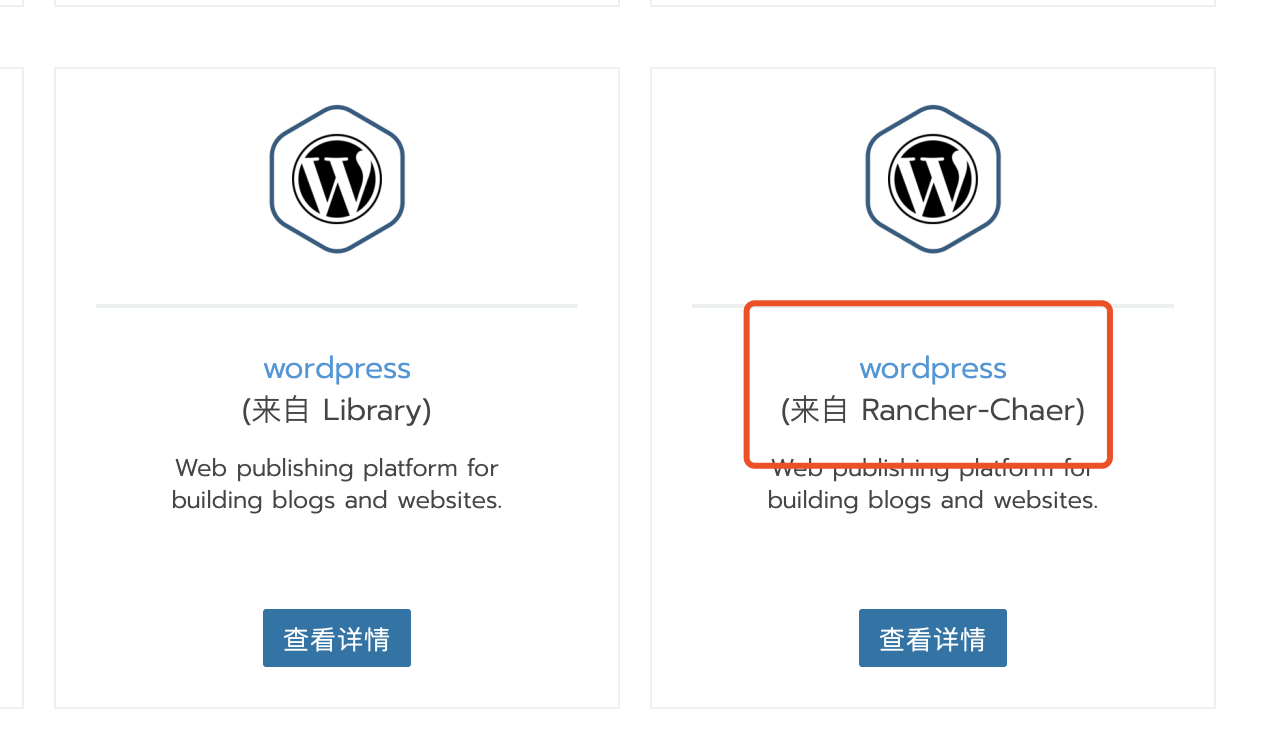 wordpress
(来自 Library)
Web publishing platform for
building blogs and websites.
查看详情
wordpress
(来自 Rancher-Chaer)
Web publishing platform for
building blogs and websites.
查看详情